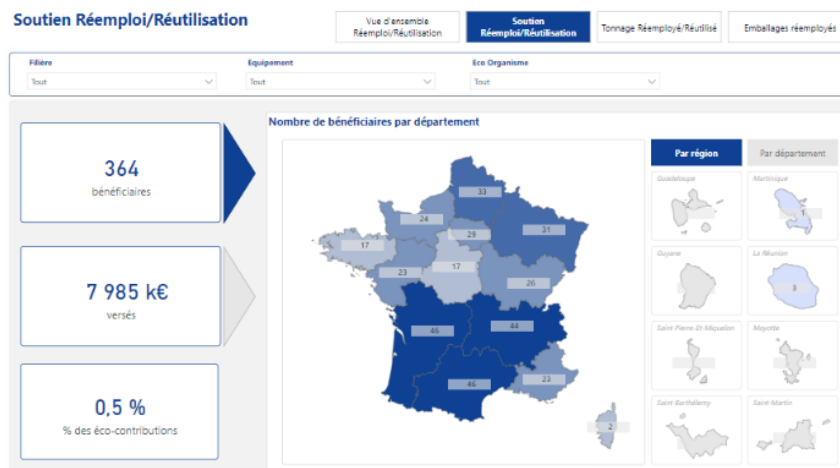 Soutien Réemploi/Réutilisation
Vue d'ensemble
Réemploi/Réutilisation
Soutien
Réemploi/Réutilisation
Tonnage Réemployé/Réutilisé
Emballages réemployés
Filière
Equipement
Eco Organisme
Tout
Tout
Tout
364
bénéficiaires
7 985 k€
versés
0,5 %
% des éco-contributions
Nombre de bénéficiaires par département
33
24
29
31
17
23
17
26
46
44
46
23
2
Par région
Par département
Guadeloupe
Martinique
1
Guyane
La Réunion
3
Saint-Pierre-Et-Miquelon
Mayotte
Saint Barthélemy
Saint-Martin